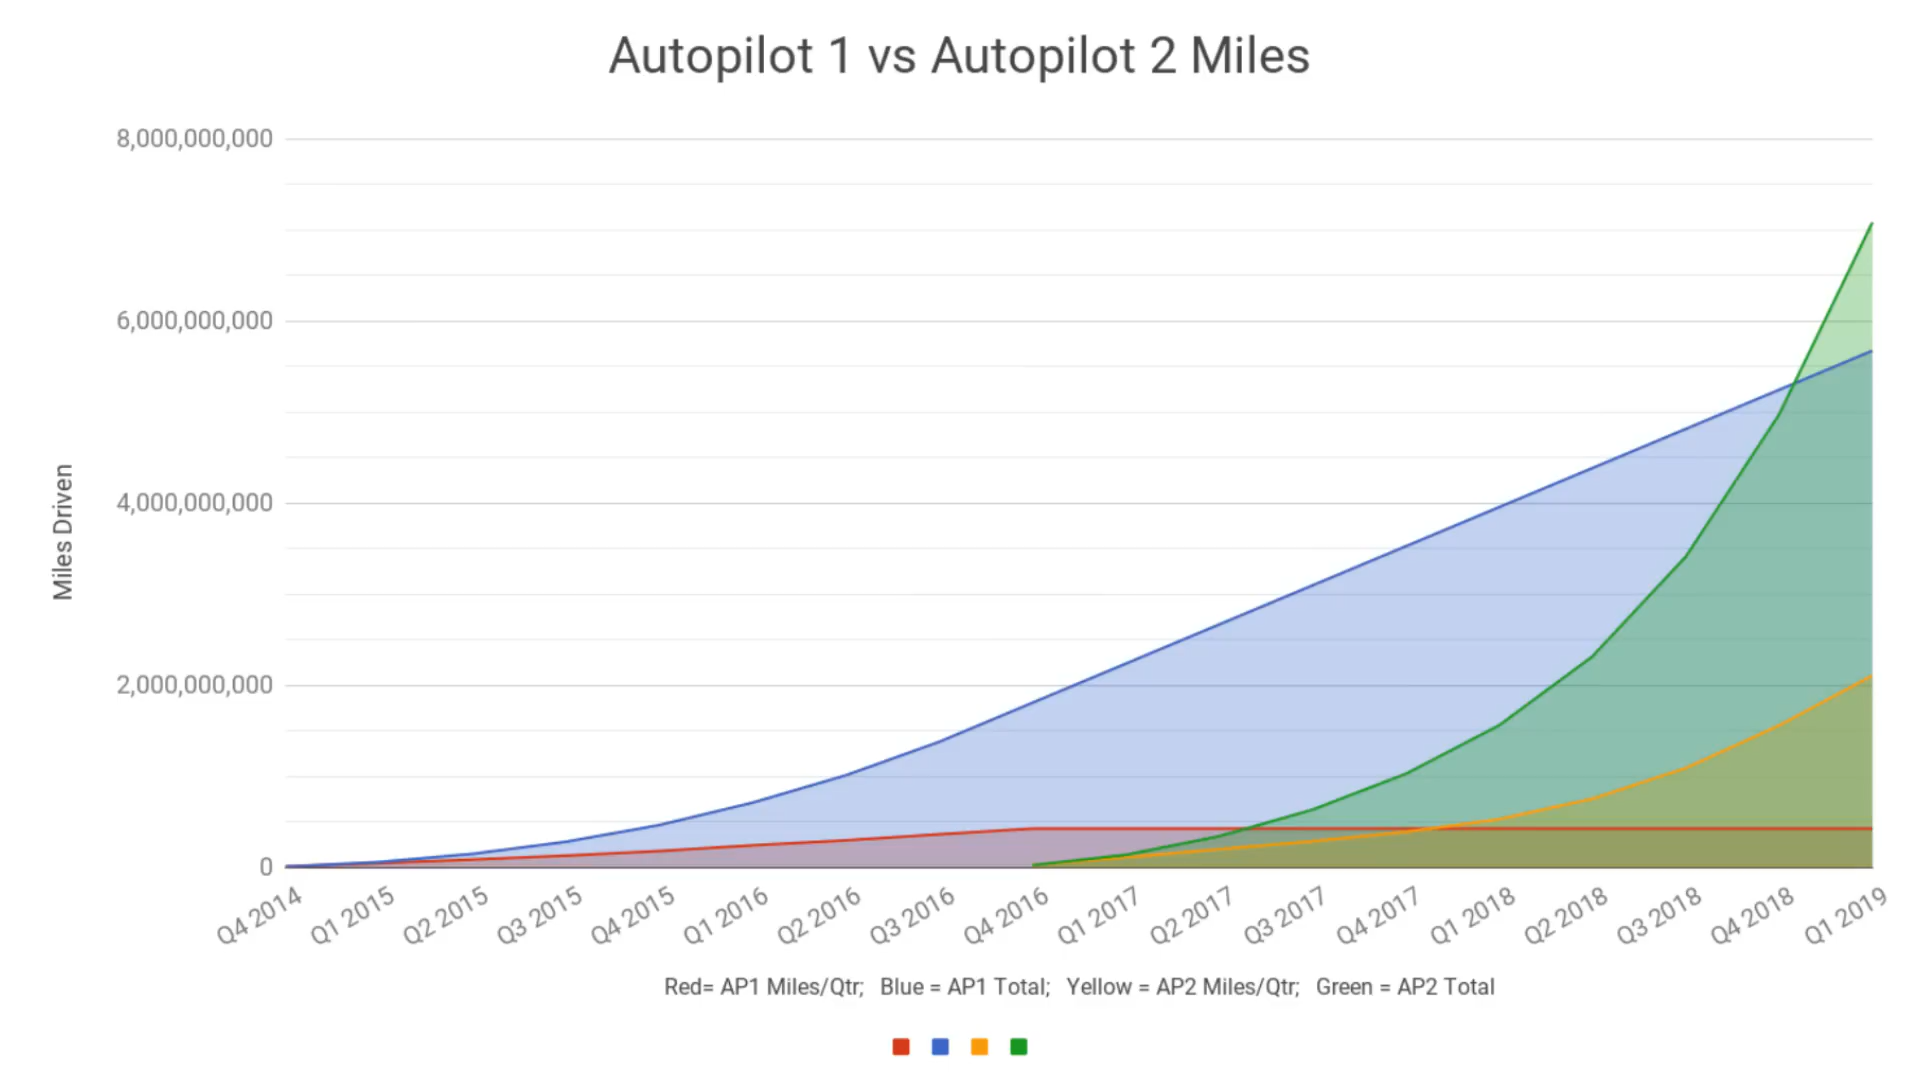 Autopilot 1 vs Autopilot 2 Miles
8,000,000,000
6,000,000,000
4,000,000,000
2,000,000,000
0
Miles Driven
Q4 2014
Q1 2015
Q2 2015
Q3 2015
Q4 2015
Q1 2016
Q2 2016
Q3 2016
Q4 2016
Q1 2017
Q2 2017
Q3 2017
Q4 2017
Q1 2018
Q2 2018
Q3 2018
Q4 2018
Q1 2019
Red= AP1 Miles/Qtr; Blue = AP1 Total; Yellow = AP2 Miles/Qtr; Green = AP2 Total